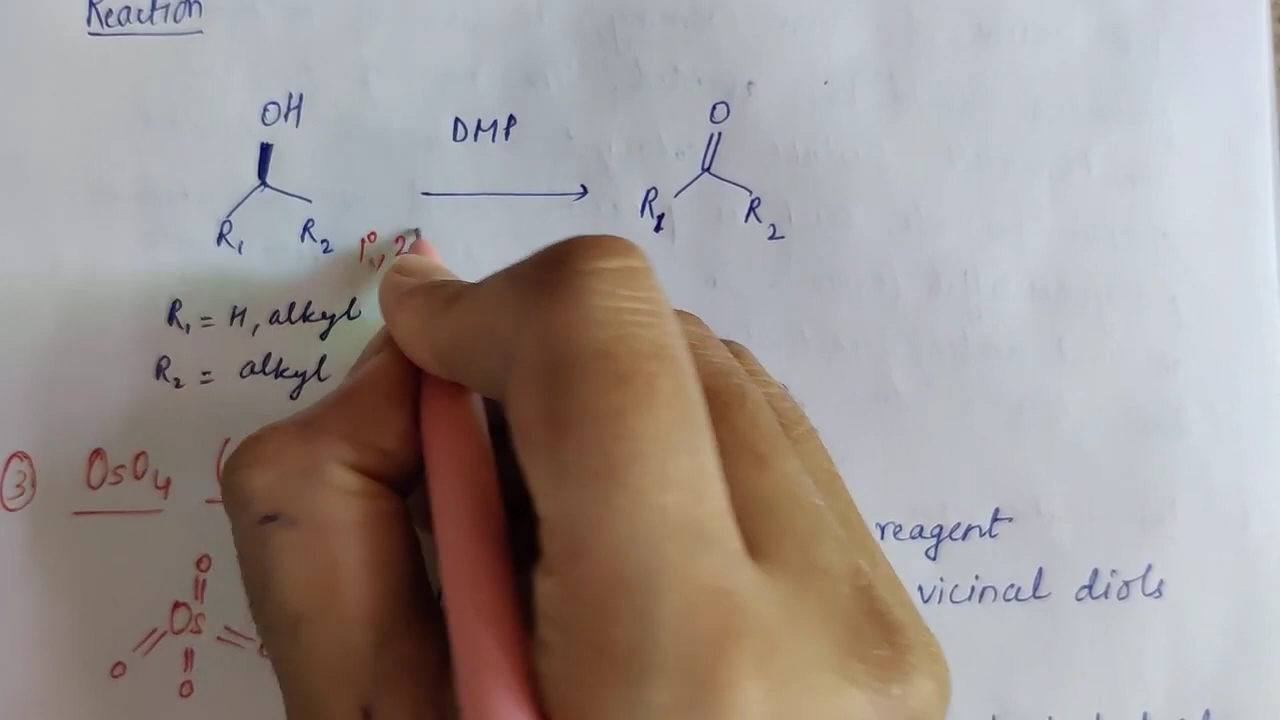 Reaction
OH
DMP
O
R₁ R₂ 1°, 2
R₁ R₂
R₁ = H, alkyl
R₂ = alkyl
③ OsO₄ (
reagent
vicinal diols
O
Os
O
O